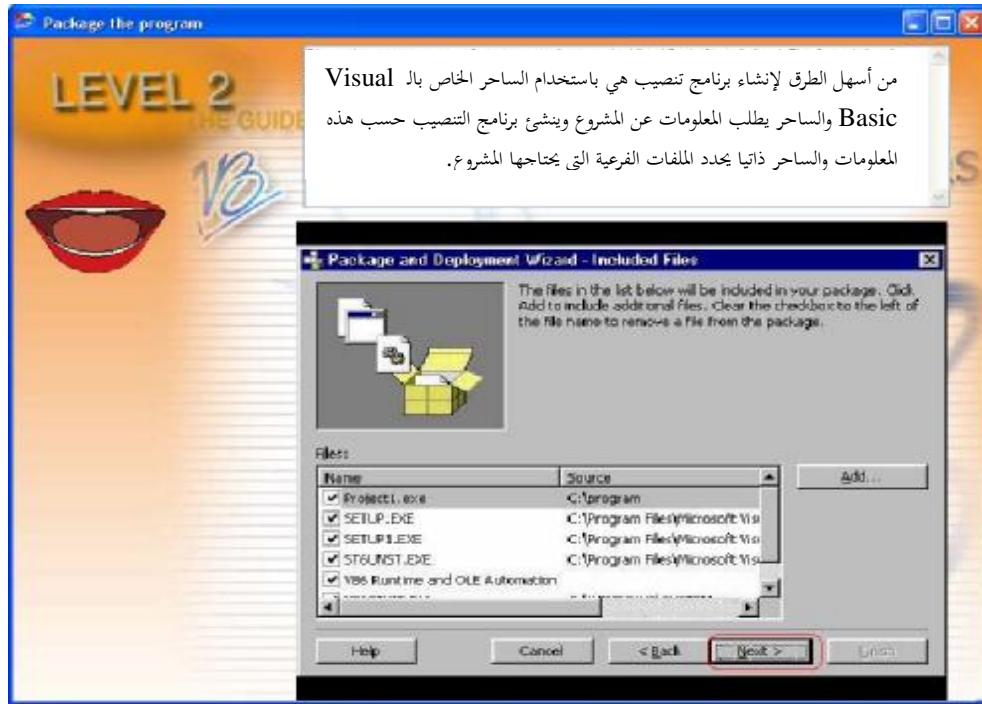 Package the program
LEVEL 2
THE GUIDE
VB
من أسهل الطرق لإنشاء برنامج تنصيب هي باستخدام الساحر الخاص بالـ Visual
Basic والساحر يطلب المعلومات عن المشروع وينشئ برنامج التنصيب حسب هذه
المعلومات والساحر ذاتيا يحدد الملفات الفرعية التي يحتاجها المشروع.
Package and Deployment Wizard - Included Files
The files in the list below will be included in your package. Click
Add to include additional files. Clear the checkbox to the left of
the file name to remove a file from the package.
Files:
Name Source
Project1.exe C:\program
SETUP.EXE C:\Program Files\Microsoft Vis
SETUP1.EXE C:\Program Files\Microsoft Vis
ST6UNST.EXE C:\Program Files\Microsoft Vis
VB6 Runtime and OLE Automation
Add...
Help Cancel < Back Next > Finish